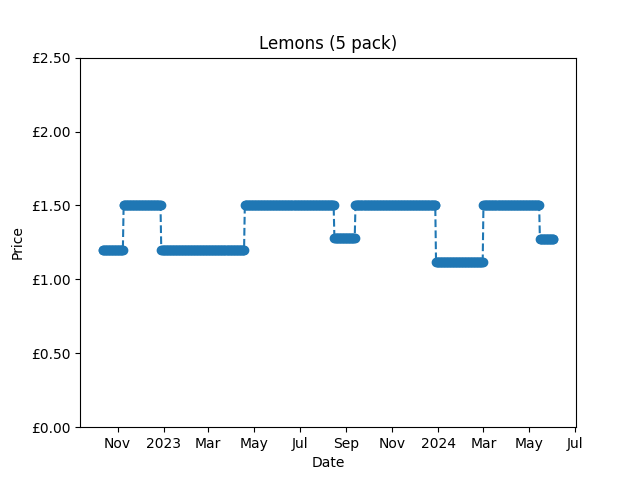 Lemons (5 pack)
£2.50
£2.00
£1.50
£1.00
£0.50
£0.00
Price
Nov 2023 Mar May Jul Sep Nov 2024 Mar May Jul
Date